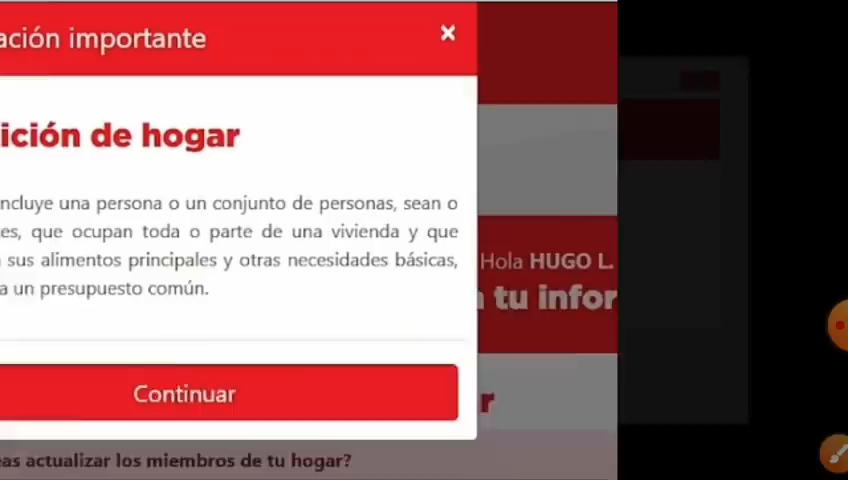 ación importante
ición de hogar
ncluye una persona o un conjunto de personas, sean o
es, que ocupan toda o parte de una vivienda y que
sus alimentos principales y otras necesidades básicas,
a un presupuesto común.
Continuar
Hola HUGO L.
tu infor
r
as actualizar los miembros de tu hogar?